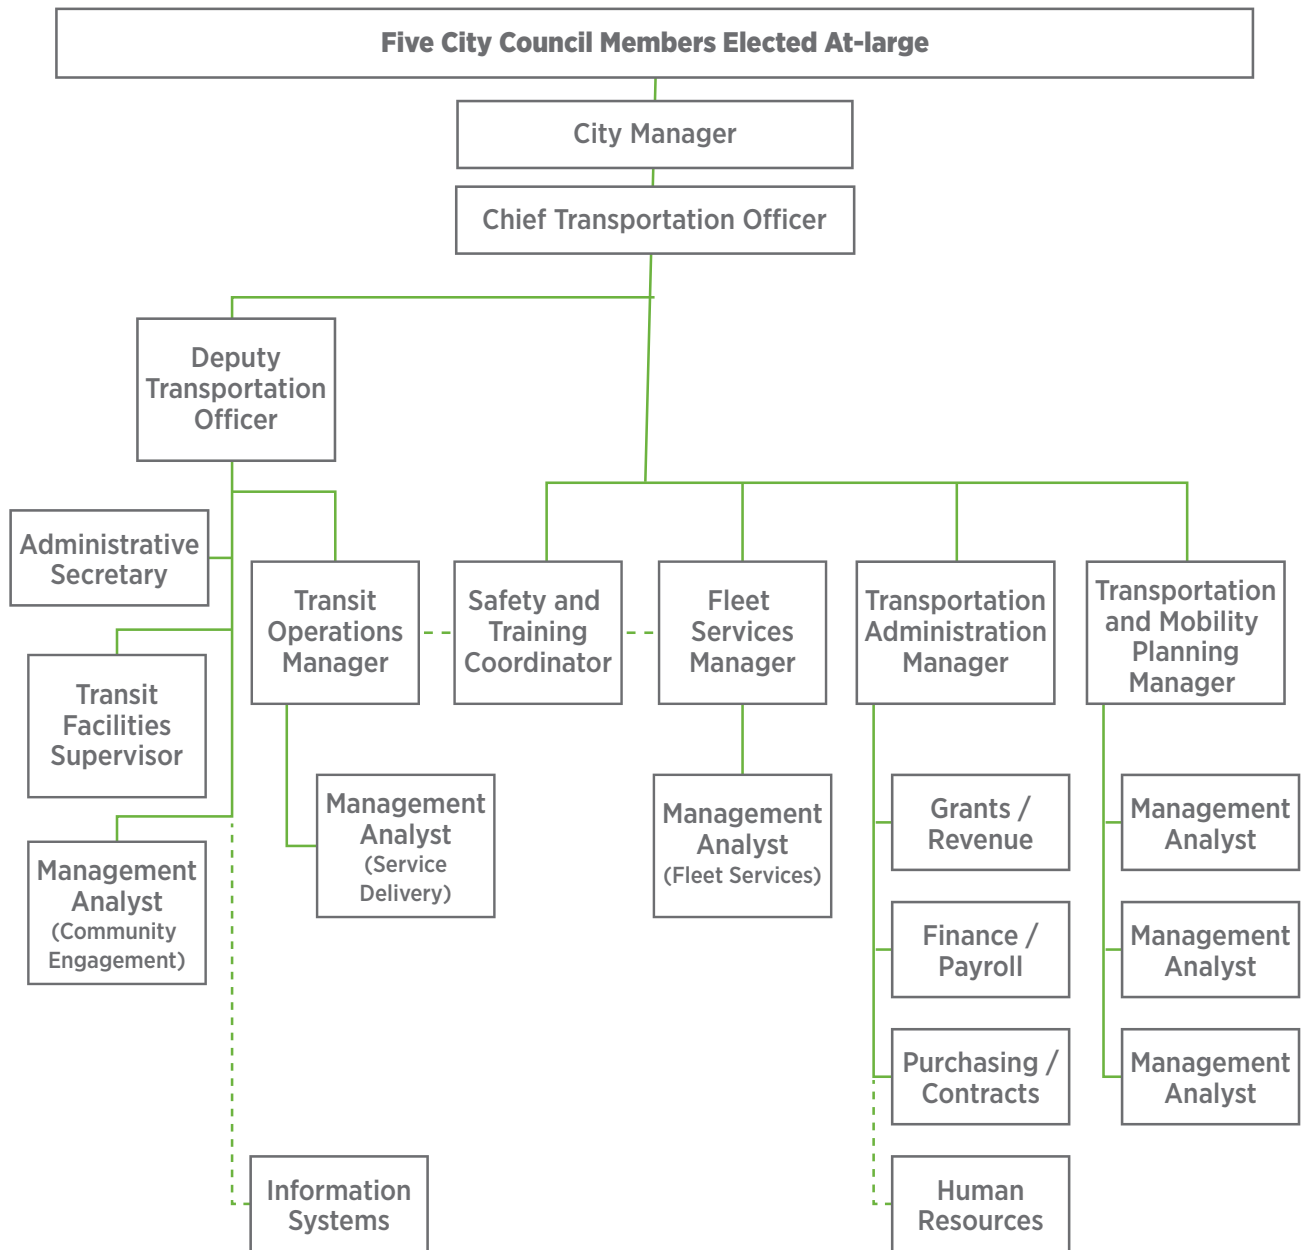 Five City Council Members Elected At-large
City Manager
Chief Transportation Officer
Deputy
Transportation
Officer
Administrative
Secretary
Transit
Operations
Manager
Safety and
Training
Coordinator
Fleet
Services
Manager
Transportation
Administration
Manager
Transportation
and Mobility
Planning
Manager
Transit
Facilities
Supervisor
Management
Analyst
(Service
Delivery)
Management
Analyst
(Fleet Services)
Grants /
Revenue
Management
Analyst
Management
Analyst
(Community
Engagement)
Finance /
Payroll
Management
Analyst
Purchasing /
Contracts
Management
Analyst
Information
Systems
Human
Resources